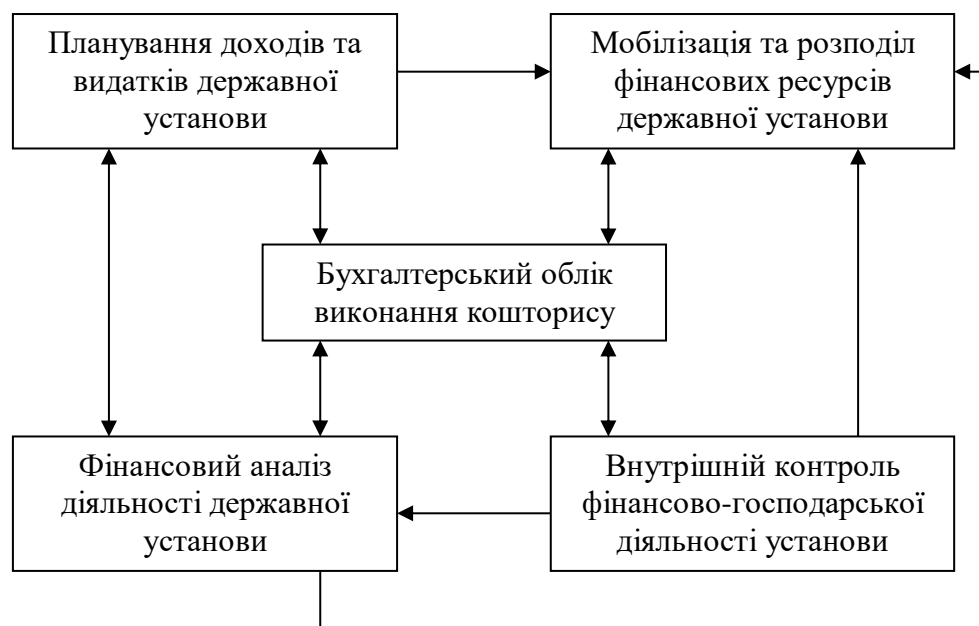 Планування доходів та
видатків державної
установи
Мобілізація та розподіл
фінансових ресурсів
державної установи
Бухгалтерський облік
виконання кошторису
Фінансовий аналіз
діяльності державної
установи
Внутрішній контроль
фінансово-господарської
діяльності установи